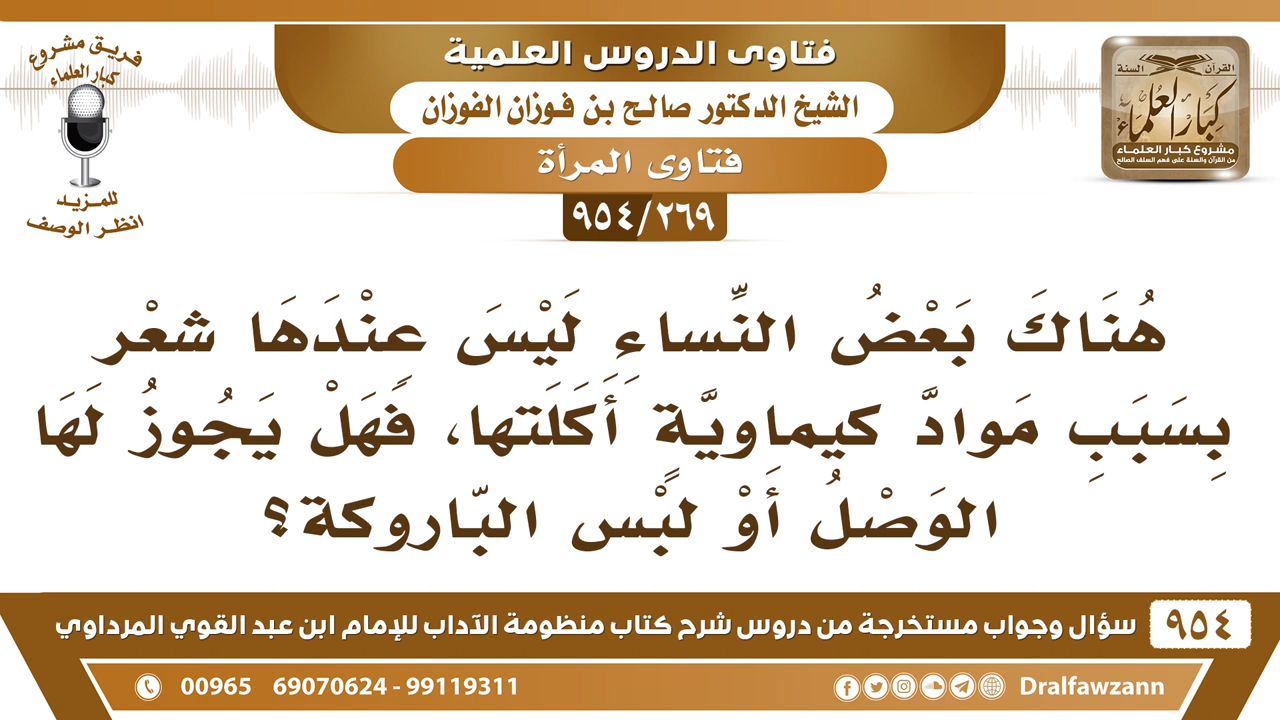 فتاوى الدروس العلمية
الشيخ الدكتور صالح بن فوزان الفوزان
فتاوى المرأة
٩٥٤/٢٦٩
فريق مشروع
كبار العلماء
للمزيد
انظر الوصف
القرآن السنة
كبار العلماء
مشروع كبار العلماء
من القرآن والسنة على فهم السلف الصالح
هُنَاكَ بَعْضُ النِّساءِ لَيْسَ عِنْدَهَا شعْر
بِسَبَبِ مَوادَّ كيماويَّة أَكَلَتها، فَهَلْ يَجُوزُ لَهَا
الوَصْلُ أَوْ لبْس البّاروكة؟
٩٥٤ سؤال وجواب مستخرجة من دروس شرح كتاب منظومة الآداب للإمام ابن عبد القوي المرداوي
00965 69070624 - 99119311
Dralfawzann